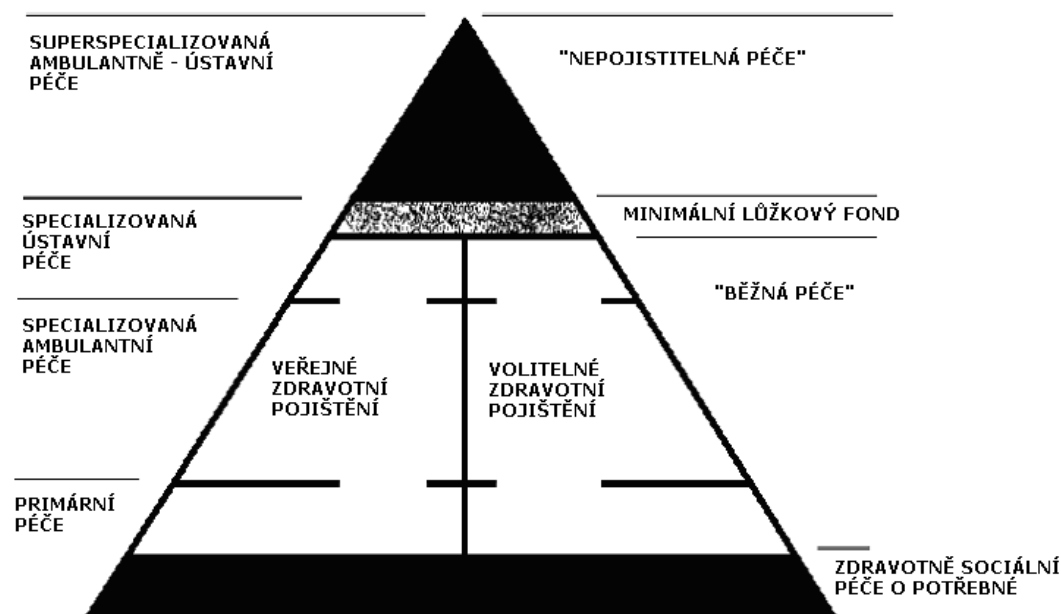 SUPERSPECIALIZOVANÁ
AMBULANTNĚ - ÚSTAVNÍ
PÉČE
"NEPOJISTITELNÁ PÉČE"
SPECIALIZOVANÁ
ÚSTAVNÍ
PÉČE
MINIMÁLNÍ LŮŽKOVÝ FOND
"BĚŽNÁ PÉČE"
SPECIALIZOVANÁ
AMBULANTNÍ
PÉČE
VEŘEJNÉ
ZDRAVOTNÍ
POJIŠTĚNÍ
VOLITELNÉ
ZDRAVOTNÍ
POJIŠTĚNÍ
PRIMÁRNÍ
PÉČE
ZDRAVOTNĚ SOCIÁLNÍ
PÉČE O POTŘEBNÉ